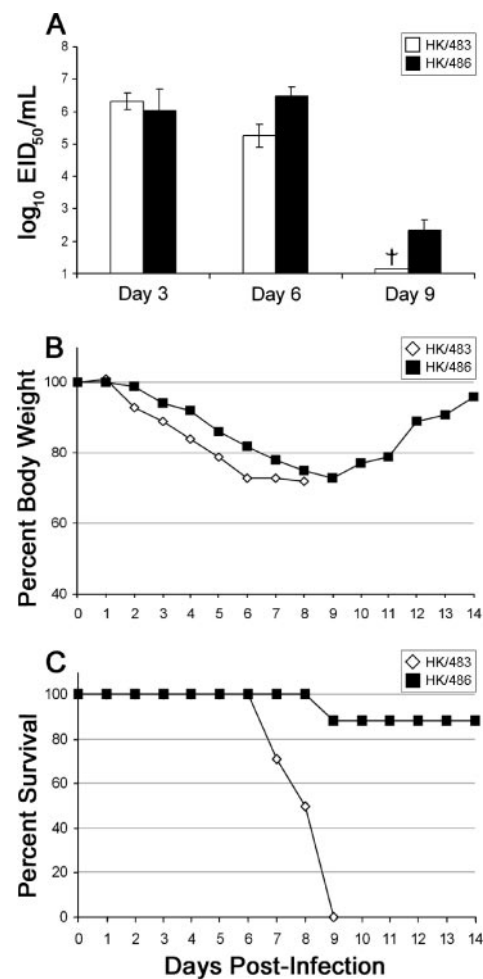 A
HK/483
HK/486
log10 EID50/mL
8
7
6
5
4
3
2
1
†
Day 3
Day 6
Day 9
B
HK/483
HK/486
Percent Body Weight
100
80
60
40
0 1 2 3 4 5 6 7 8 9 10 11 12 13 14
C
HK/483
HK/486
Percent Survival
100
80
60
40
20
0
0 1 2 3 4 5 6 7 8 9 10 11 12 13 14
Days Post-Infection